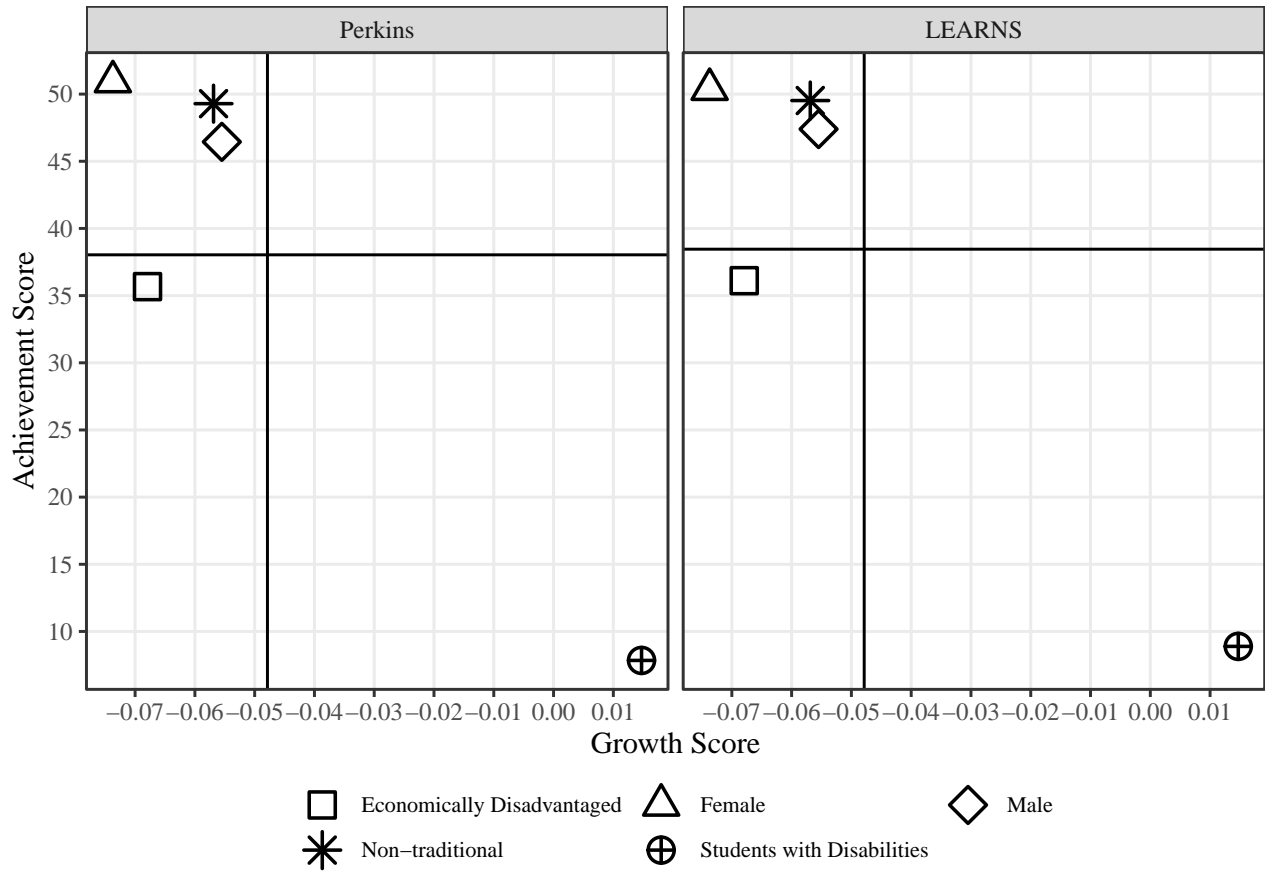 Perkins
LEARNS
Achievement Score
50
45
40
35
30
25
20
15
10
−0.07 −0.06 −0.05 −0.04 −0.03 −0.02 −0.01 0.00 0.01
−0.07 −0.06 −0.05 −0.04 −0.03 −0.02 −0.01 0.00 0.01
Growth Score
Economically Disadvantaged
Female
Male
Non−traditional
Students with Disabilities